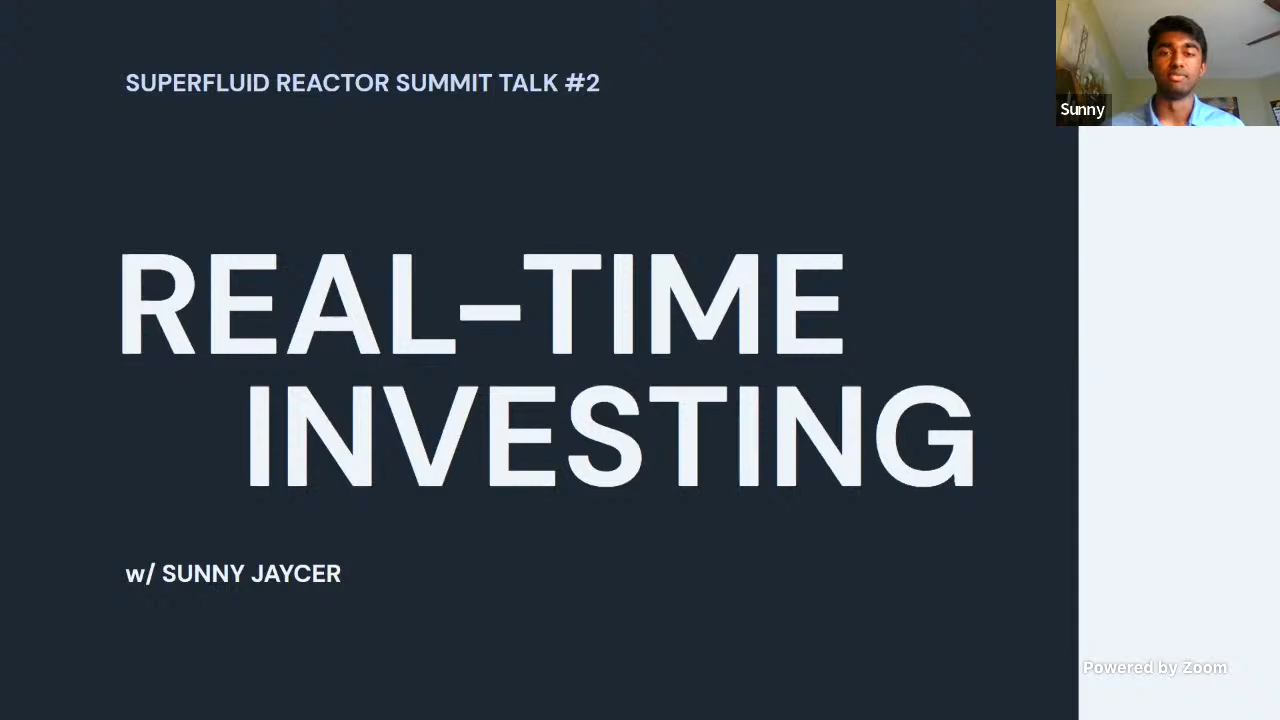 SUPERFLUID REACTOR SUMMIT TALK #2
Sunny
REAL-TIME
INVESTING
w/ SUNNY JAYCER
Powered by Zoom